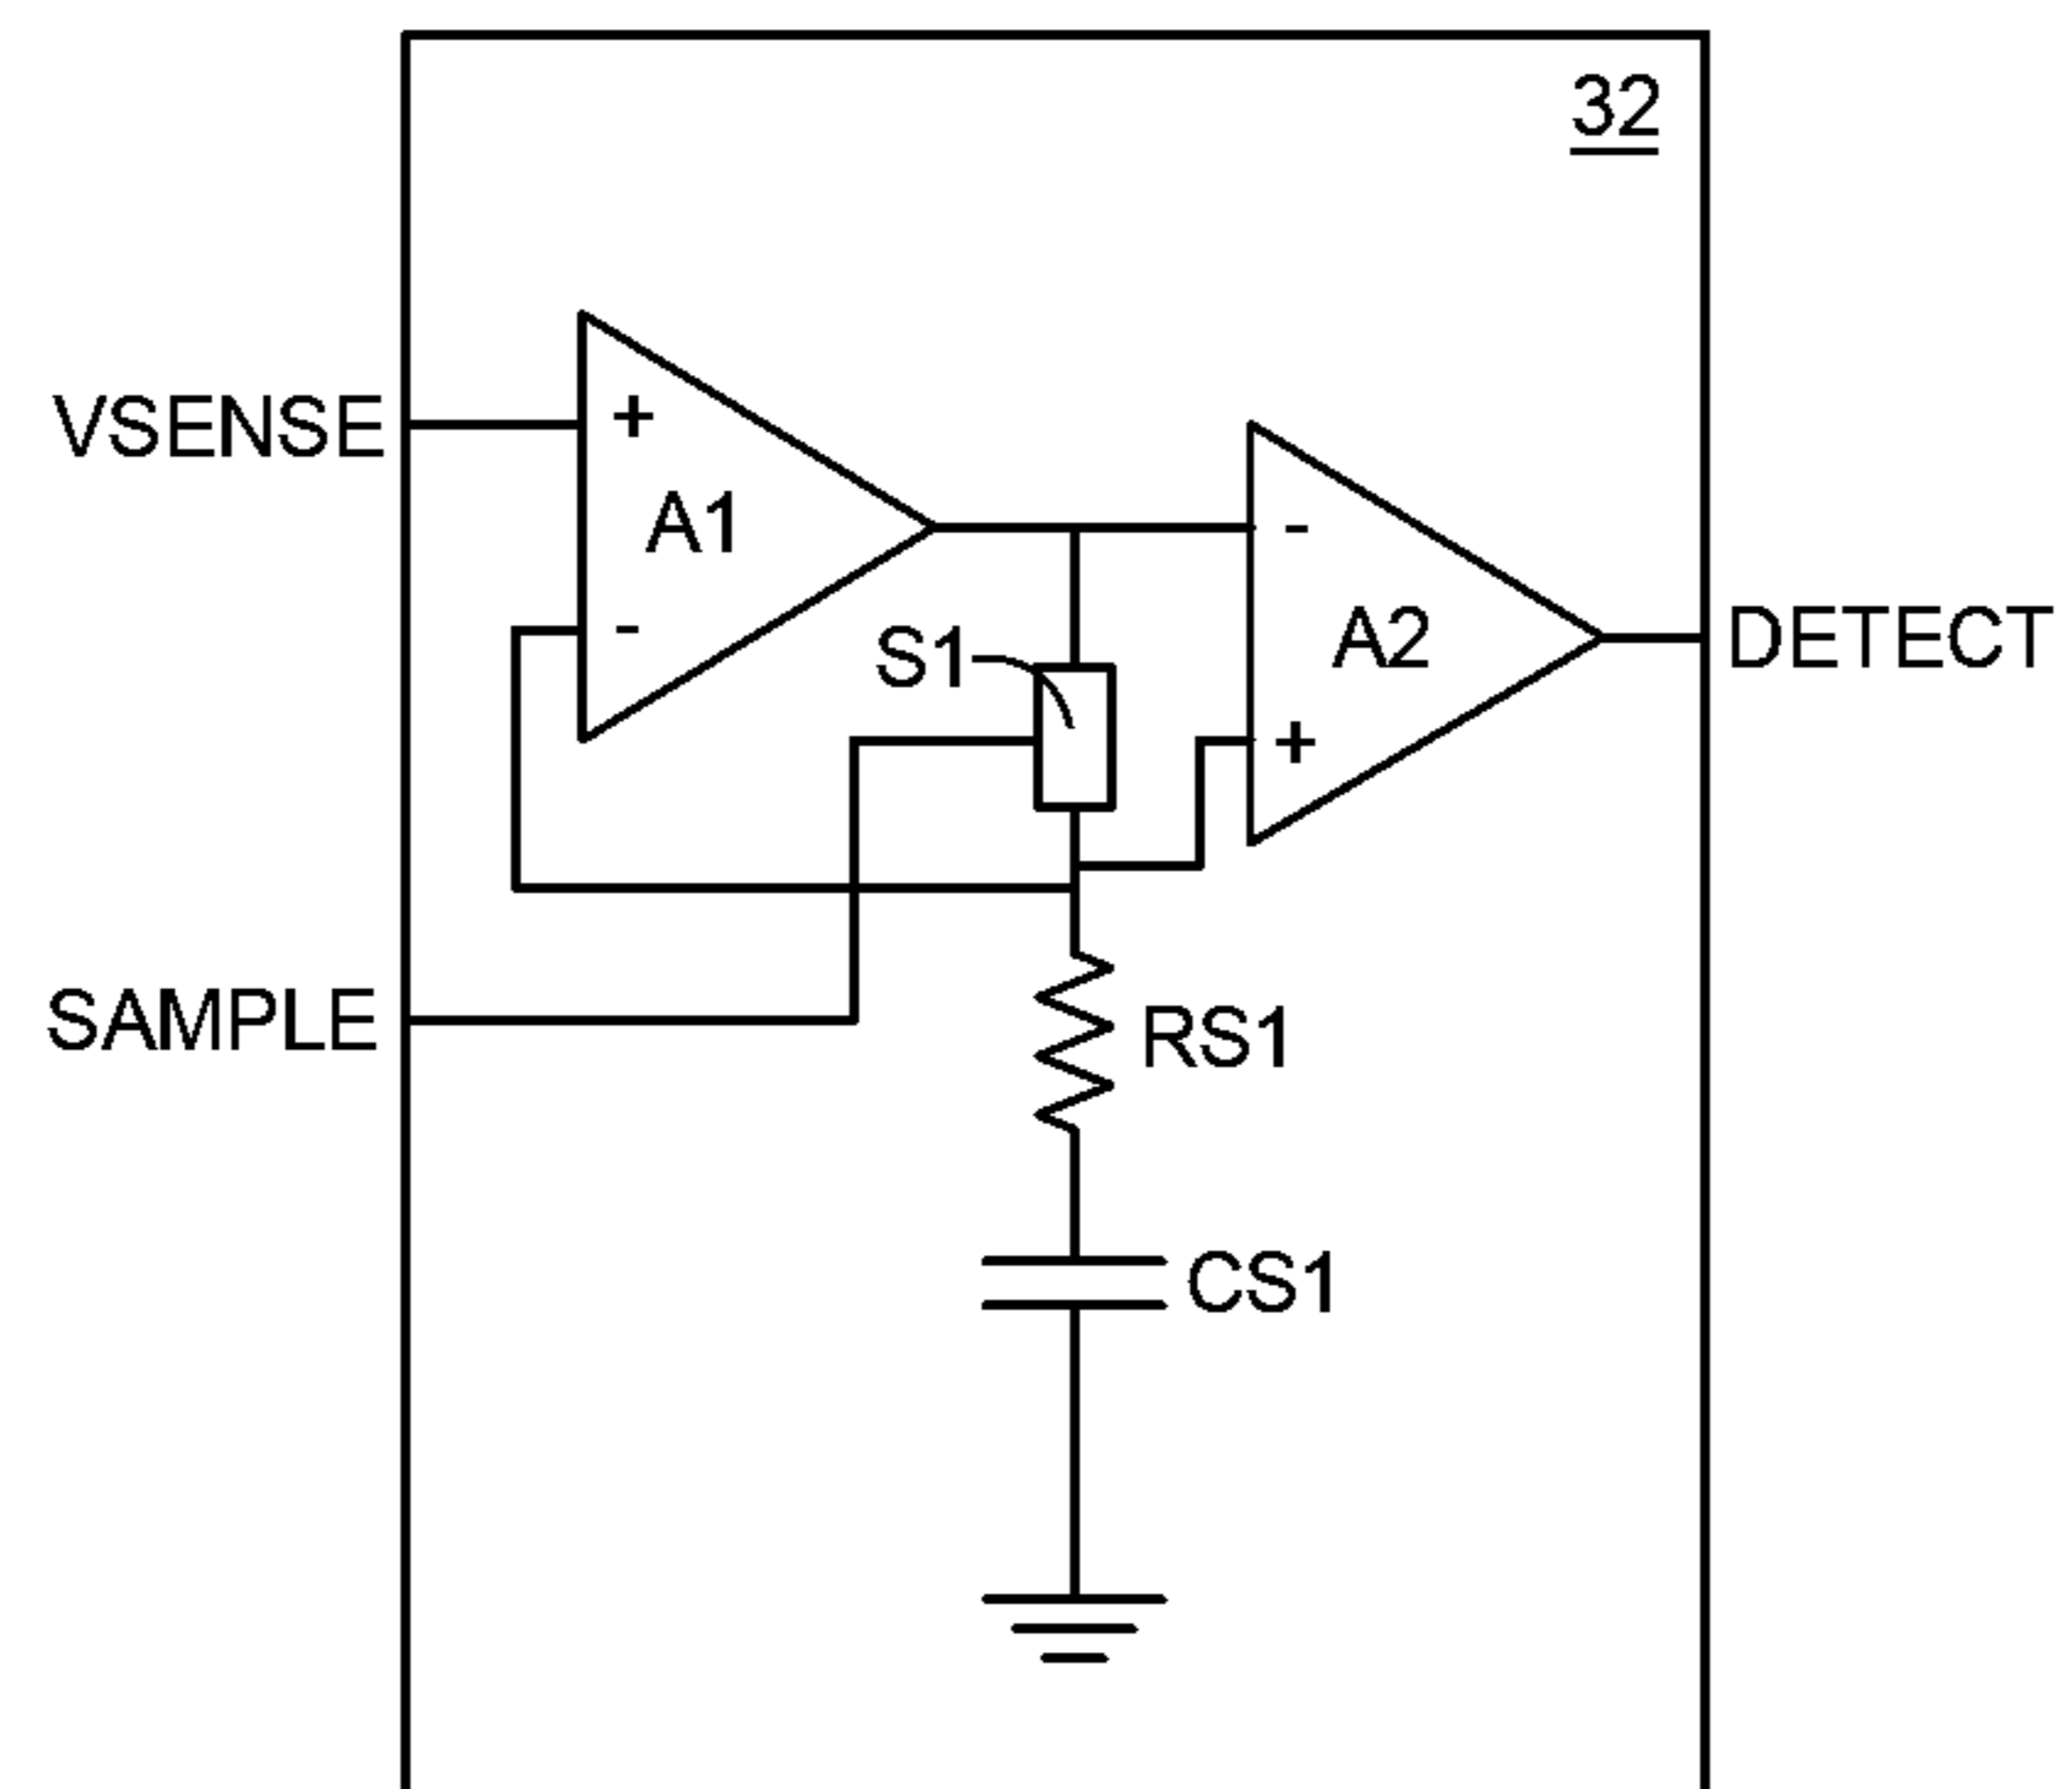 32
VSENSE
+
A1
-
-
S1
A2
DETECT
+
SAMPLE
RS1
CS1